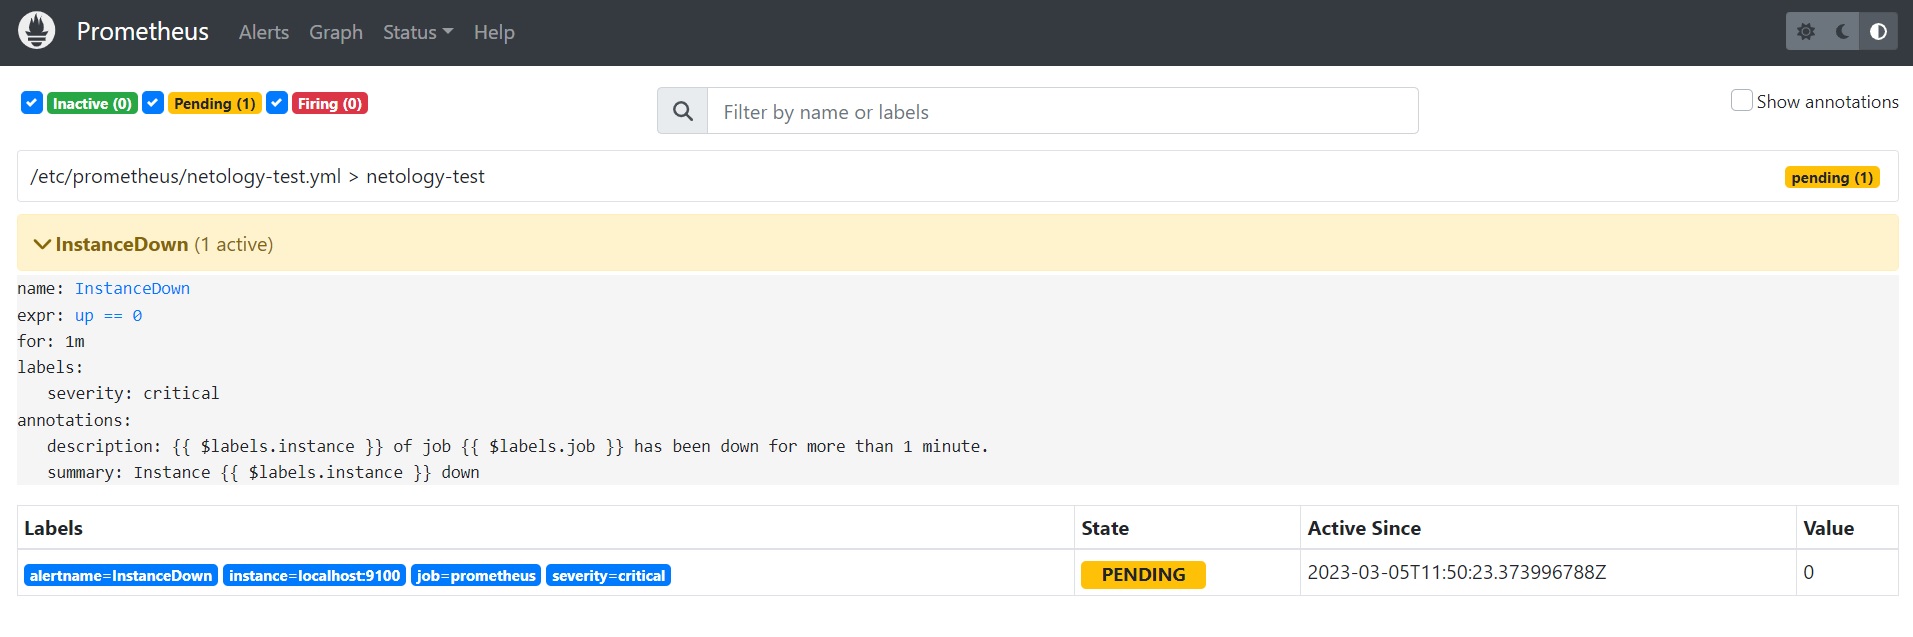 Prometheus Alerts Graph Status Help
Inactive (0) Pending (1) Firing (0) Filter by name or labels Show annotations
/etc/prometheus/netology-test.yml > netology-test pending (1)
InstanceDown (1 active)
name: InstanceDown
expr: up == 0
for: 1m
labels:
severity: critical
annotations:
description: {{ $labels.instance }} of job {{ $labels.job }} has been down for more than 1 minute.
summary: Instance {{ $labels.instance }} down
Labels State Active Since Value
alertname=InstanceDown instance=localhost:9100 job=prometheus severity=critical PENDING 2023-03-05T11:50:23.373996788Z 0